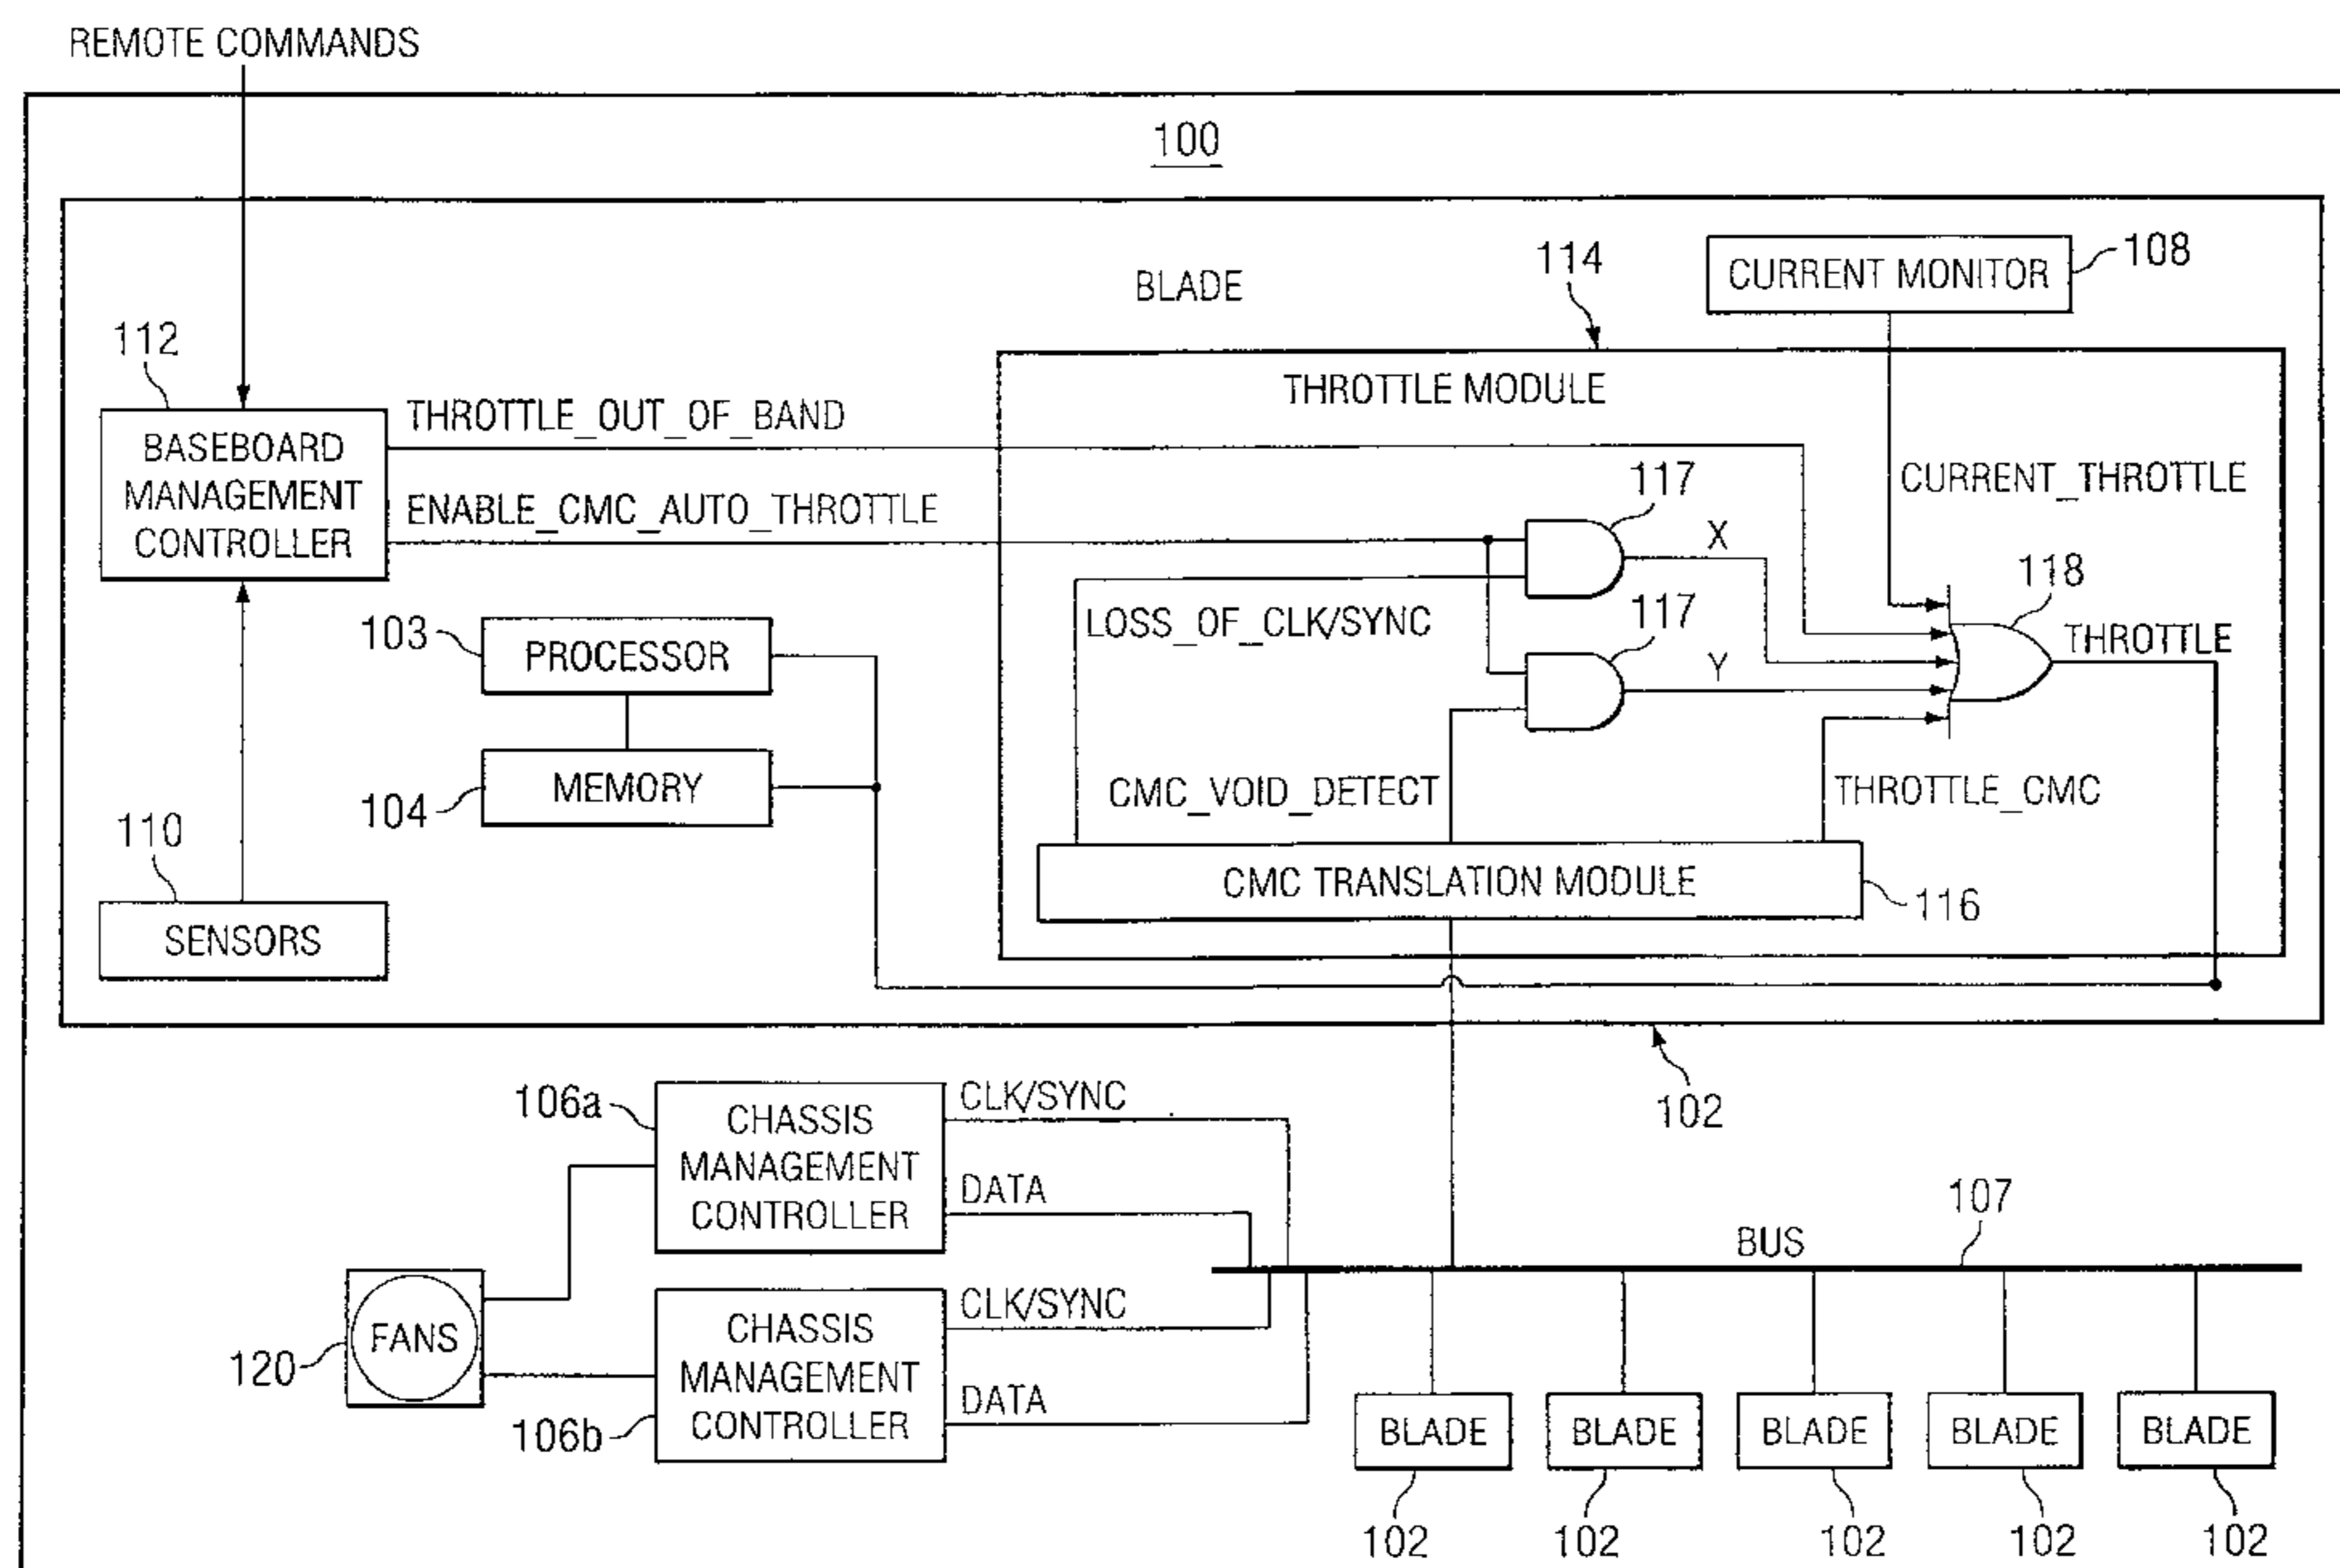 REMOTE COMMANDS
100
BLADE
114
CURRENT MONITOR
108
112
BASEBOARD
MANAGEMENT
CONTROLLER
THROTTLE_OUT_OF_BAND
ENABLE_CMC_AUTO_THROTTLE
THROTTLE MODULE
CURRENT_THROTTLE
117
X
LOSS_OF_CLK/SYNC
117
Y
118
THROTTLE
103
PROCESSOR
104
MEMORY
CMC_VOID_DETECT
THROTTLE_CMC
CMC TRANSLATION MODULE
116
110
SENSORS
102
106a
CHASSIS
MANAGEMENT
CONTROLLER
CLK/SYNC
DATA
107
BUS
120
FANS
106b
CHASSIS
MANAGEMENT
CONTROLLER
CLK/SYNC
DATA
BLADE
BLADE
BLADE
BLADE
BLADE
102
102
102
102
102